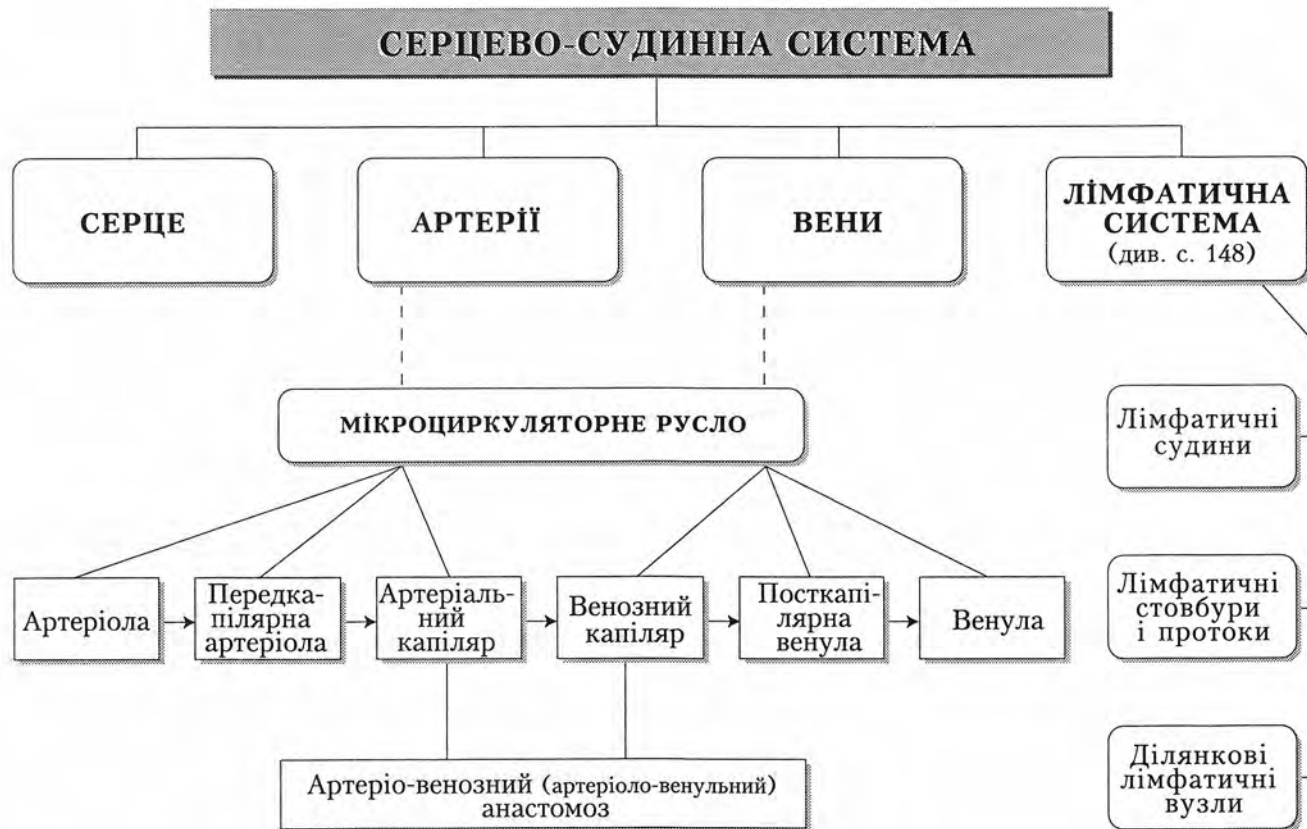 СЕРЦЕВО-СУДИННА СИСТЕМА
СЕРЦЕ
АРТЕРІЇ
ВЕНИ
ЛІМФАТИЧНА
СИСТЕМА
(див. с. 148)
МІКРОЦИРКУЛЯТОРНЕ РУСЛО
Лімфатичні
судини
Артеріола
Передка-
пілярна
артеріола
Артеріаль-
ний
капіляр
Венозний
капіляр
Посткапі-
лярна
венула
Венула
Лімфатичні
стовбури
і протоки
Артеріо-венозний (артеріоло-венульний)
анастомоз
Ділянкові
лімфатичні
вузли